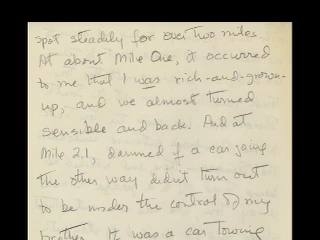 spot steadily for over two miles.
At about Mile One, it occurred
to me that I was rich-and-grown-
up, and we almost turned
sensible and back. And at
Mile 2.1, damned if a car going
the other way didn't turn out
to be under the control of my
brother. It was a car towing